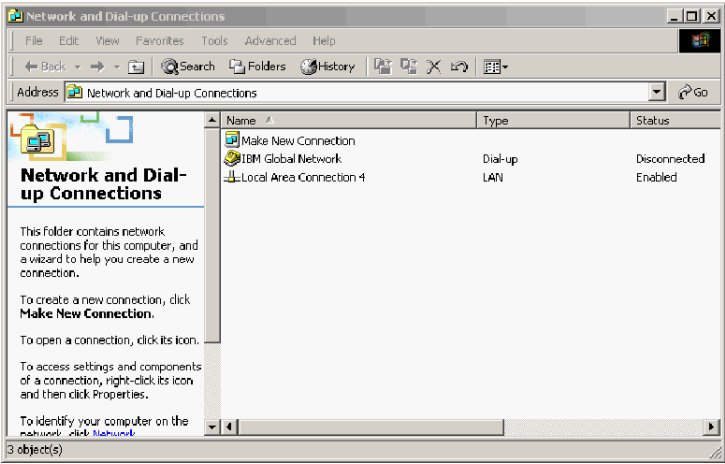 Network and Dial-up Connections
File Edit View Favorites Tools Advanced Help
Back Search Folders History
Address Network and Dial-up Connections Go
Name Type Status
Make New Connection
IBM Global Network Dial-up Disconnected
Local Area Connection 4 LAN Enabled
Network and Dial-
up Connections
This folder contains network
connections for this computer, and
a wizard to help you create a new
connection.
To create a new connection, click
Make New Connection.
To open a connection, click its icon.
To access settings and components
of a connection, right-click its icon
and then click Properties.
To identify your computer on the
network, click Network
3 object(s)